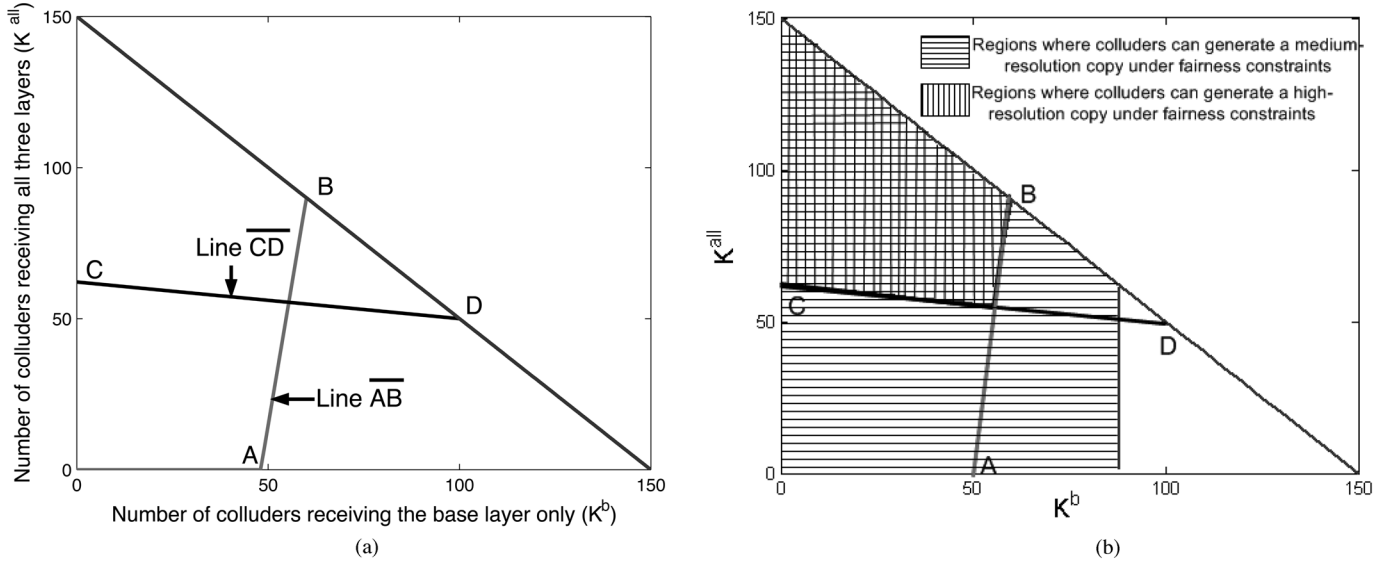 150
100
50
0
0
50
100
150
Number of colluders receiving all three layers (K all)
Number of colluders receiving the base layer only (Kb)
B
Line CD
C
D
Line AB
A
(a)
150
100
50
0
0
50
100
150
Kall
Kb
Regions where colluders can generate a medium-
resolution copy under fairness constraints
Regions where colluders can generate a high-
resolution copy under fairness constraints
B
C
D
A
(b)